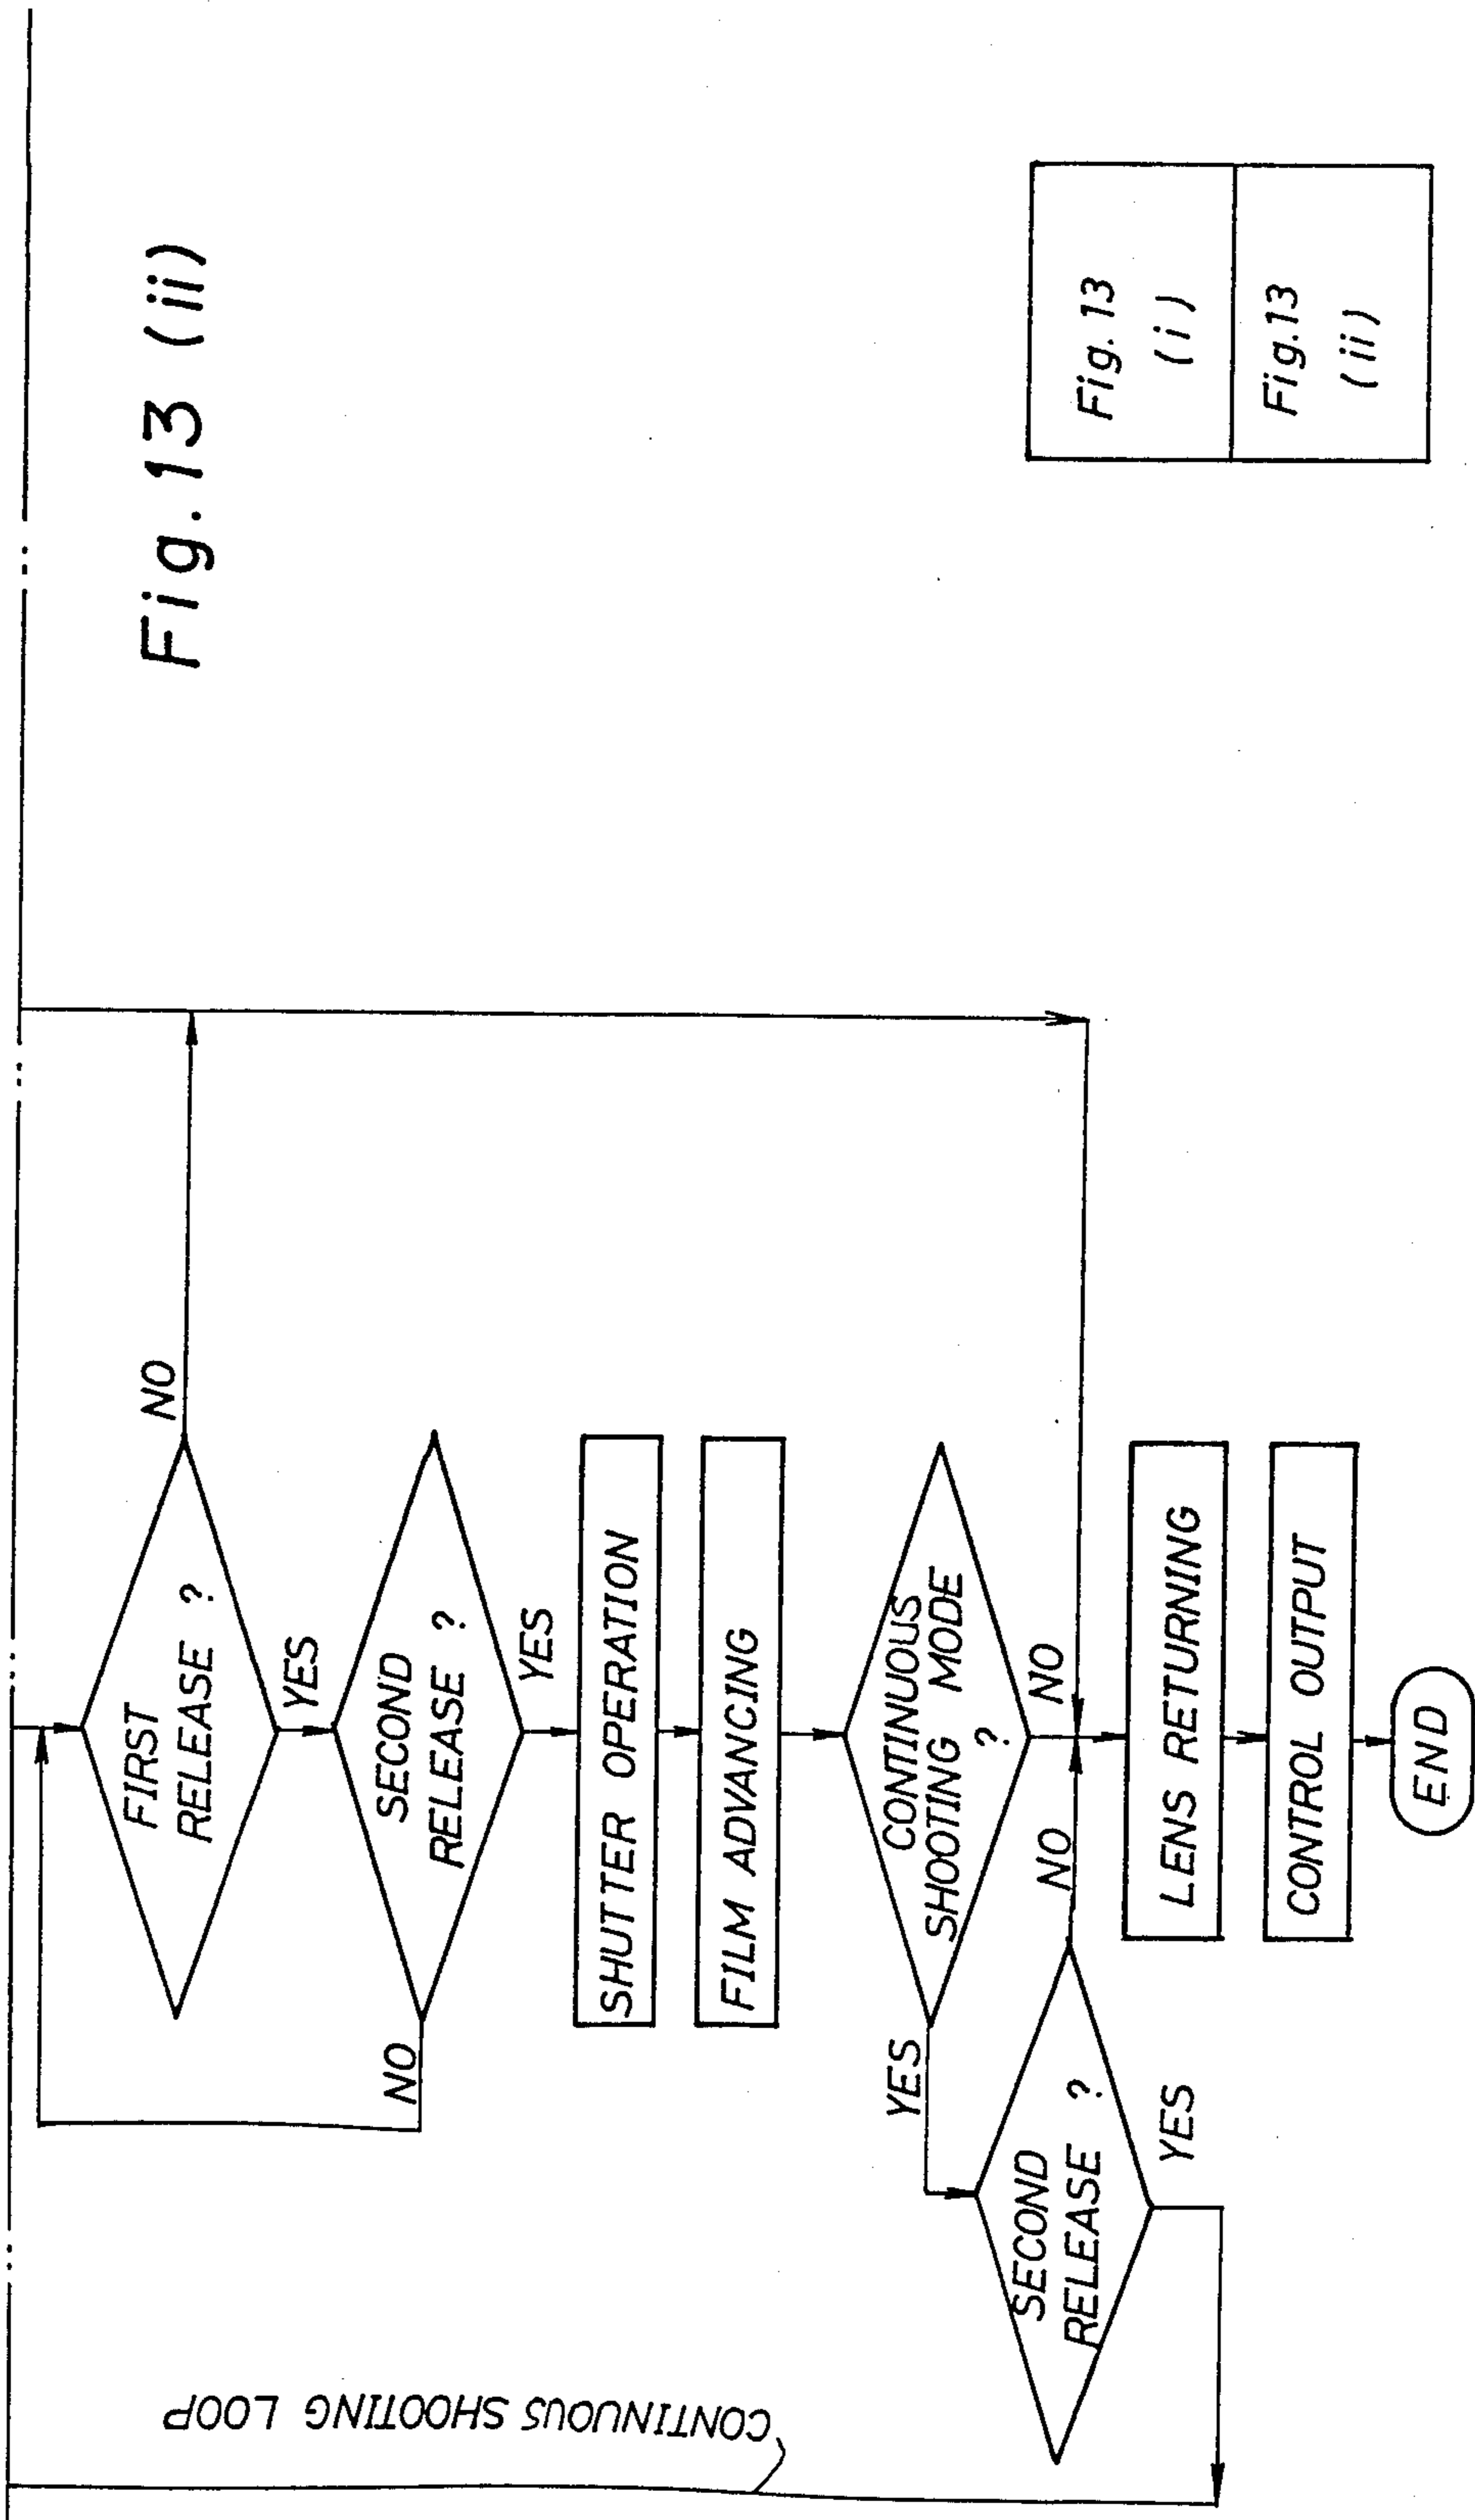 Fig. 13 (ii)
FIRST
RELEASE ?
NO
YES
SECOND
RELEASE ?
NO
YES
SHUTTER OPERATION
FILM ADVANCING
CONTINUOUS
SHOOTING MODE
?
YES
NO
SECOND
RELEASE ?
NO
YES
CONTINUOUS SHOOTING LOOP
LENS RETURNING
CONTROL OUTPUT
END
Fig. 13
(i)
Fig. 13
(ii)